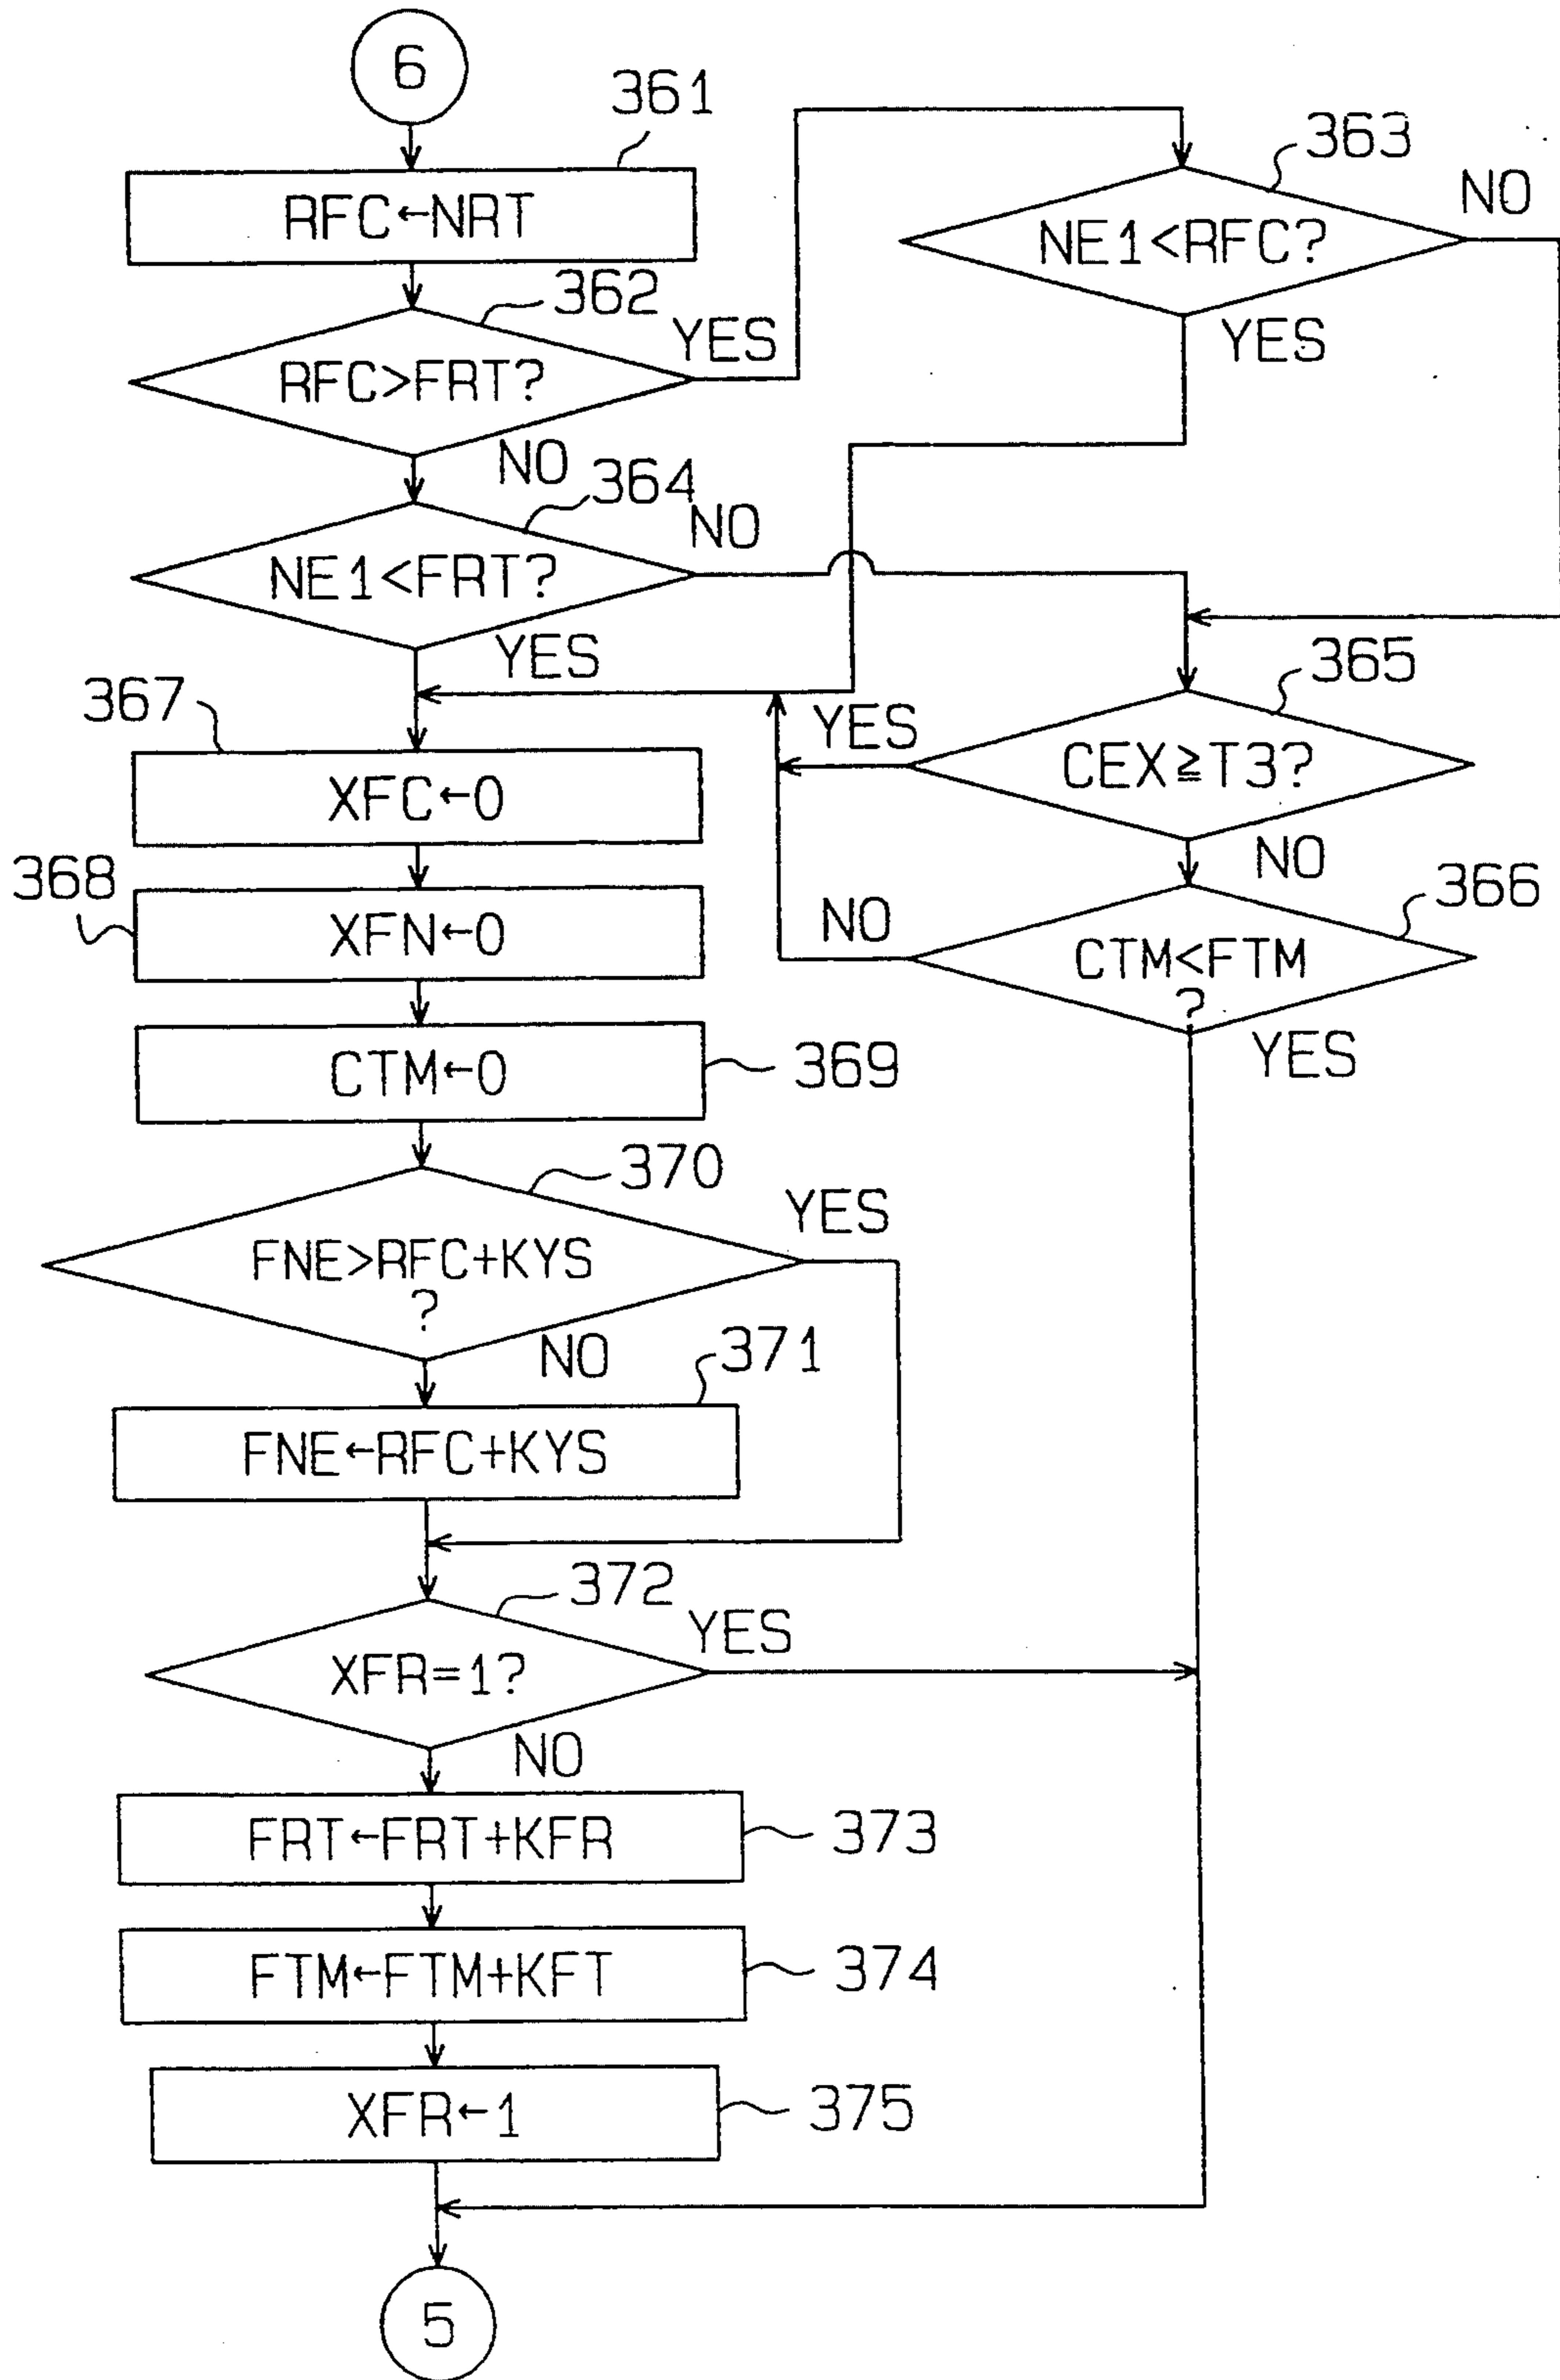 6
361
RFC←NRT
362
RFC>FRT?
YES
NO
363
NE1<RFC?
NO
YES
364
NE1<FRT?
NO
YES
365
CEX≧T3?
YES
NO
366
CTM<FTM
?
NO
YES
367
XFC←0
368
XFN←0
CTM←0
369
370
FNE>RFC+KYS
?
YES
NO
371
FNE←RFC+KYS
372
XFR=1?
YES
NO
FRT←FRT+KFR
373
FTM←FTM+KFT
374
XFR←1
375
5